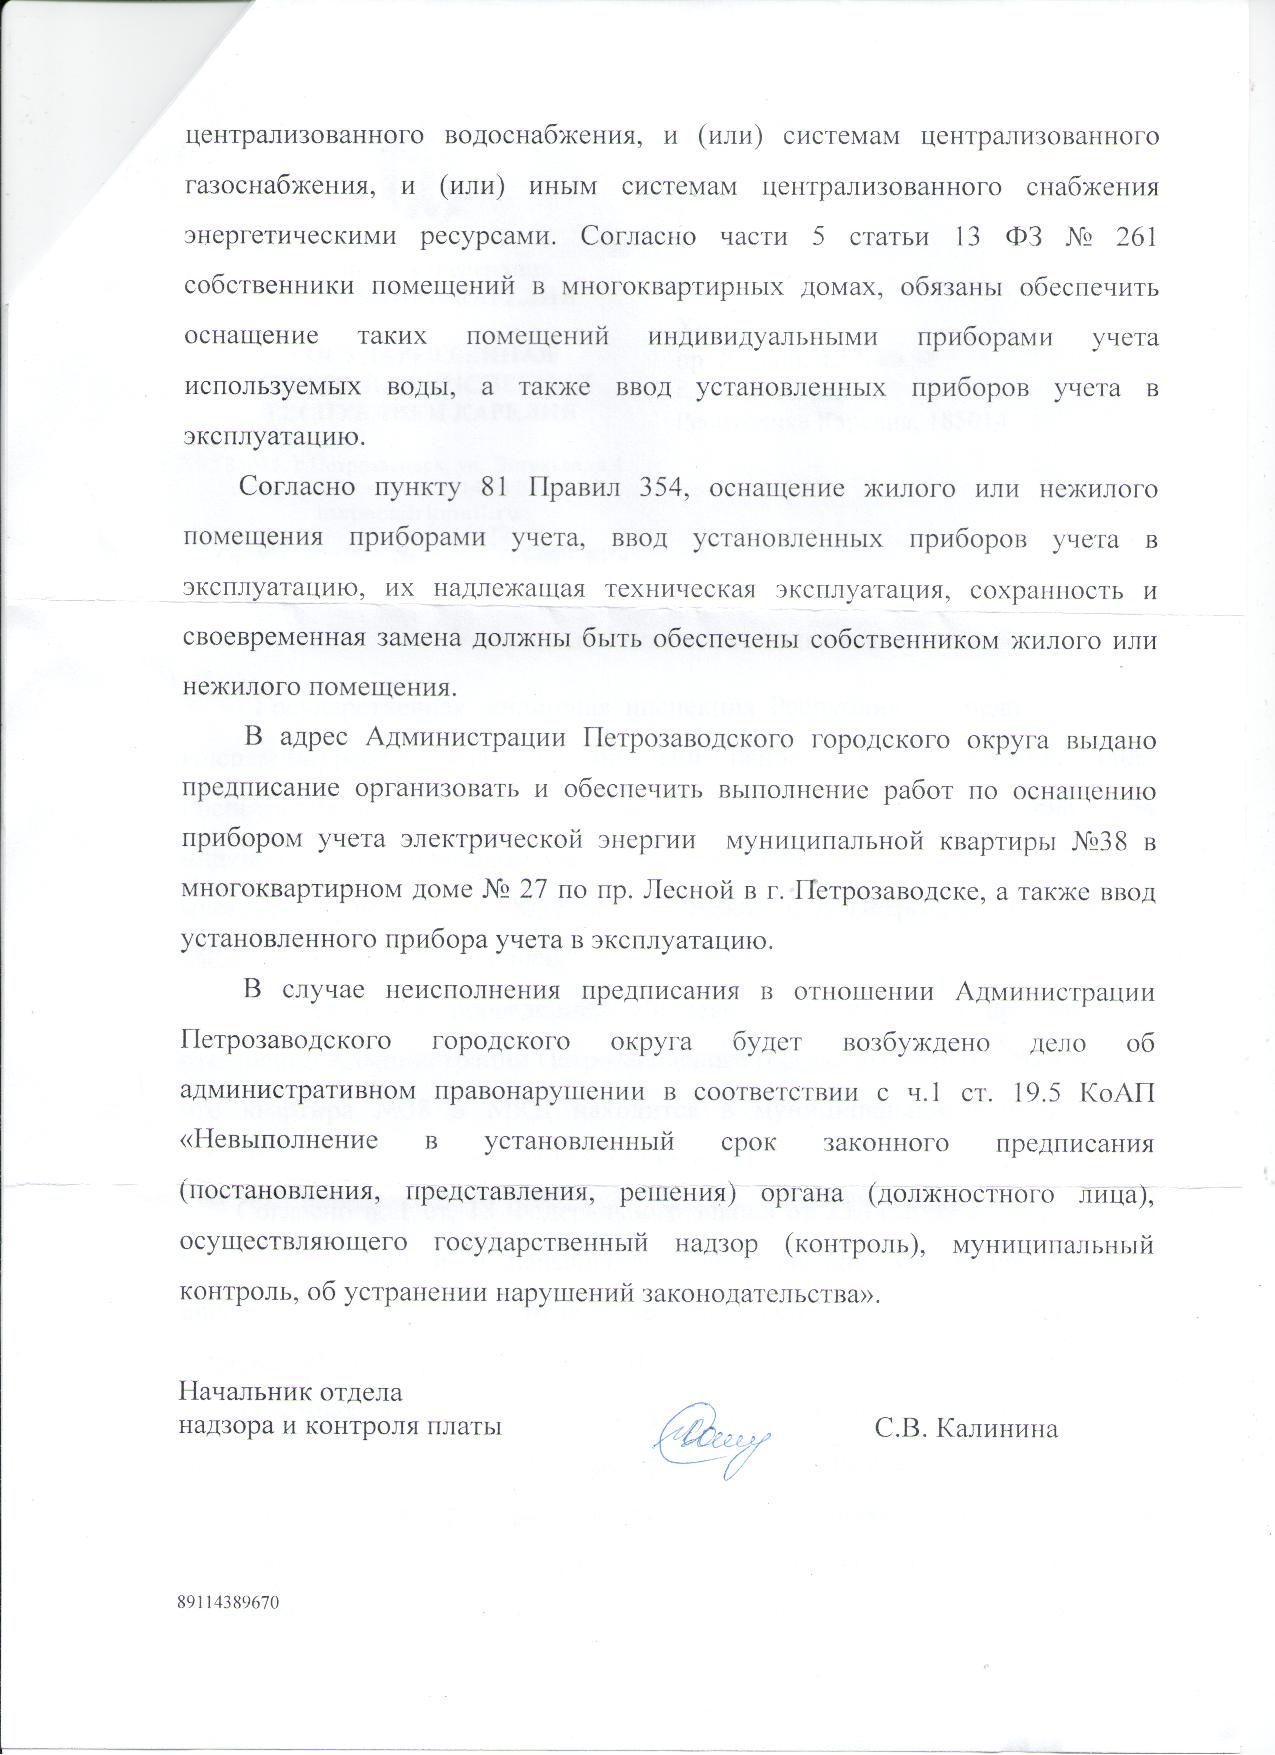 централизованного водоснабжения, и (или) системам централизованного
газоснабжения, и (или) иным системам централизованного снабжения
энергетическими ресурсами. Согласно части 5 статьи 13 ФЗ № 261
собственники помещений в многоквартирных домах, обязаны обеспечить
оснащение таких помещений индивидуальными приборами учета
используемых воды, а также ввод установленных приборов учета в
эксплуатацию.
Согласно пункту 81 Правил 354, оснащение жилого или нежилого
помещения приборами учета, ввод установленных приборов учета в
эксплуатацию, их надлежащая техническая эксплуатация, сохранность и
своевременная замена должны быть обеспечены собственником жилого или
нежилого помещения.
В адрес Администрации Петрозаводского городского округа выдано
предписание организовать и обеспечить выполнение работ по оснащению
прибором учета электрической энергии муниципальной квартиры №38 в
многоквартирном доме № 27 по пр. Лесной в г. Петрозаводске, а также ввод
установленного прибора учета в эксплуатацию.
В случае неисполнения предписания в отношении Администрации
Петрозаводского городского округа будет возбуждено дело об
административном правонарушении в соответствии с ч.1 ст. 19.5 КоАП
«Невыполнение в установленный срок законного предписания
(постановления, представления, решения) органа (должностного лица),
осуществляющего государственный надзор (контроль), муниципальный
контроль, об устранении нарушений законодательства».
Начальник отдела
надзора и контроля платы С.В. Калинина
89114389670